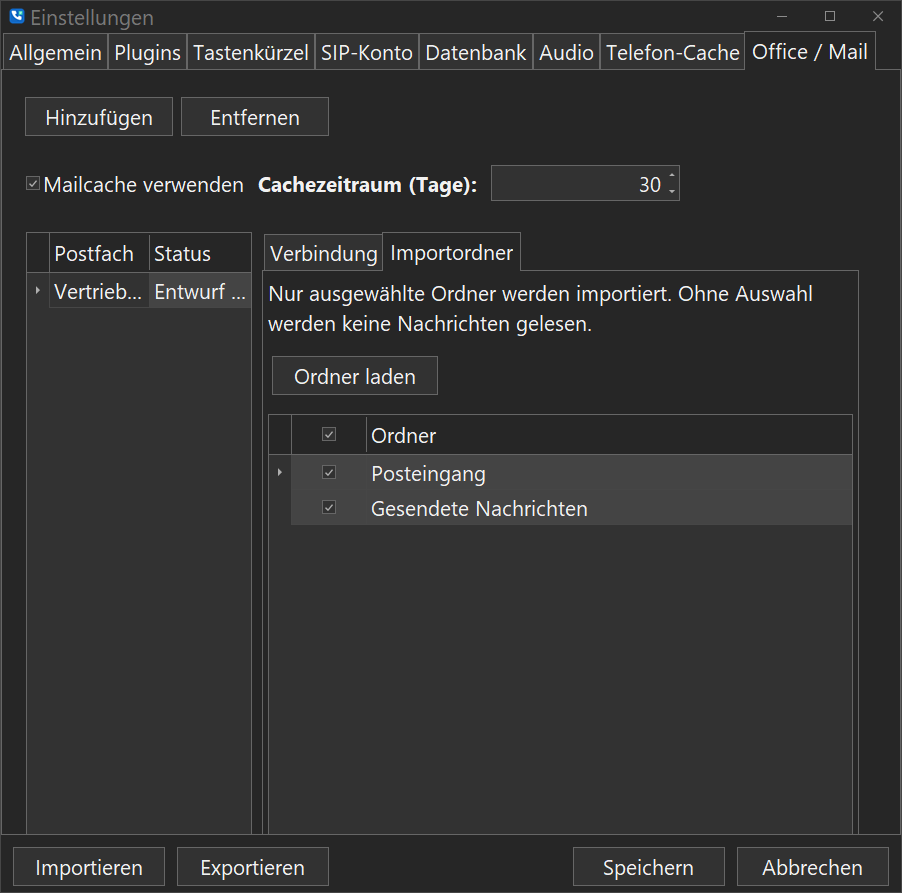 Einstellungen
Allgemein Plugins Tastenkürzel SIP-Konto Datenbank Audio Telefon-Cache Office / Mail
Hinzufügen Entfernen
Mailcache verwenden Cachezeitraum (Tage): 30
Postfach Status
Vertrieb... Entwurf ...
Verbindung Importordner
Nur ausgewählte Ordner werden importiert. Ohne Auswahl
werden keine Nachrichten gelesen.
Ordner laden
Ordner
Posteingang
Gesendete Nachrichten
Importieren Exportieren Speichern Abbrechen